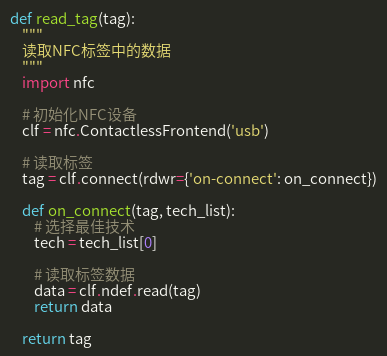 def read_tag(tag):
    """
    读取NFC标签中的数据
    """
    import nfc

    # 初始化NFC设备
    clf = nfc.ContactlessFrontend('usb')

    # 读取标签
    tag = clf.connect(rdwr={'on-connect': on_connect})

    def on_connect(tag, tech_list):
        # 选择最佳技术
        tech = tech_list[0]

        # 读取标签数据
        data = clf.ndef.read(tag)
        return data

    return tag